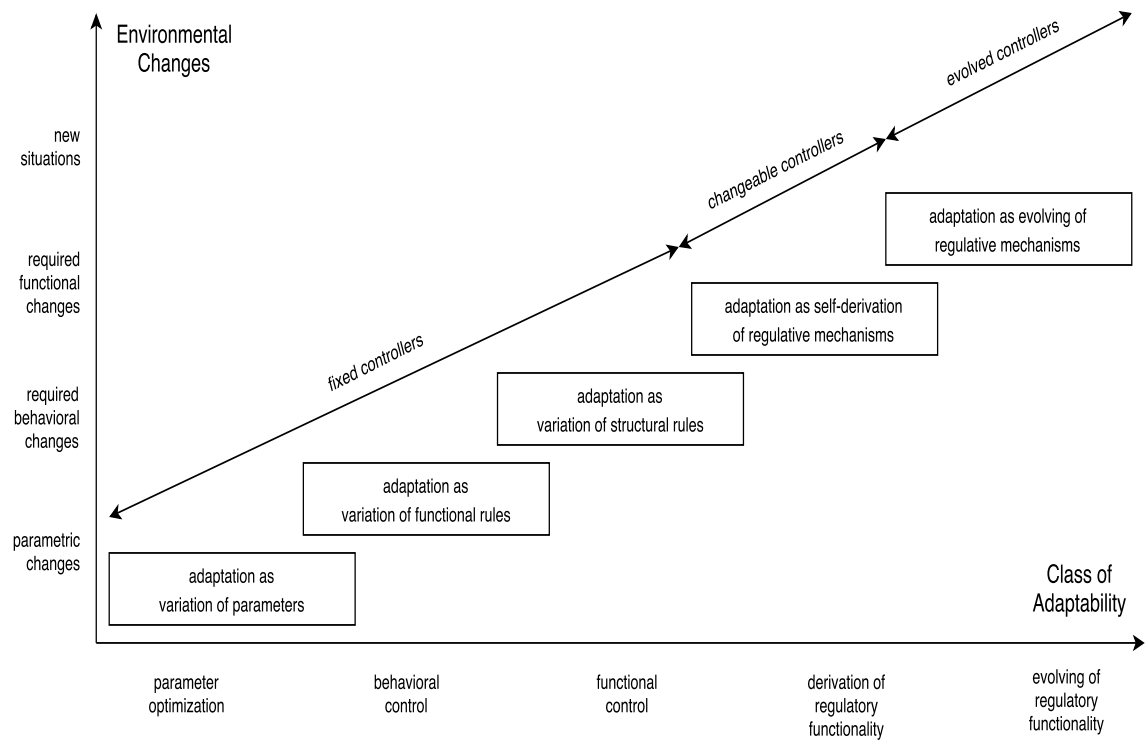 Environmental
Changes
evolved controllers
new
situations
changeable controllers
adaptation as evolving of
regulative mechanisms
required
functional
changes
adaptation as self-derivation
of regulative mechanisms
fixed controllers
required
behavioral
changes
adaptation as
variation of structural rules
adaptation as
variation of functional rules
parametric
changes
adaptation as
variation of parameters
Class of
Adaptability
parameter
optimization
behavioral
control
functional
control
derivation of
regulatory
functionality
evolving of
regulatory
functionality